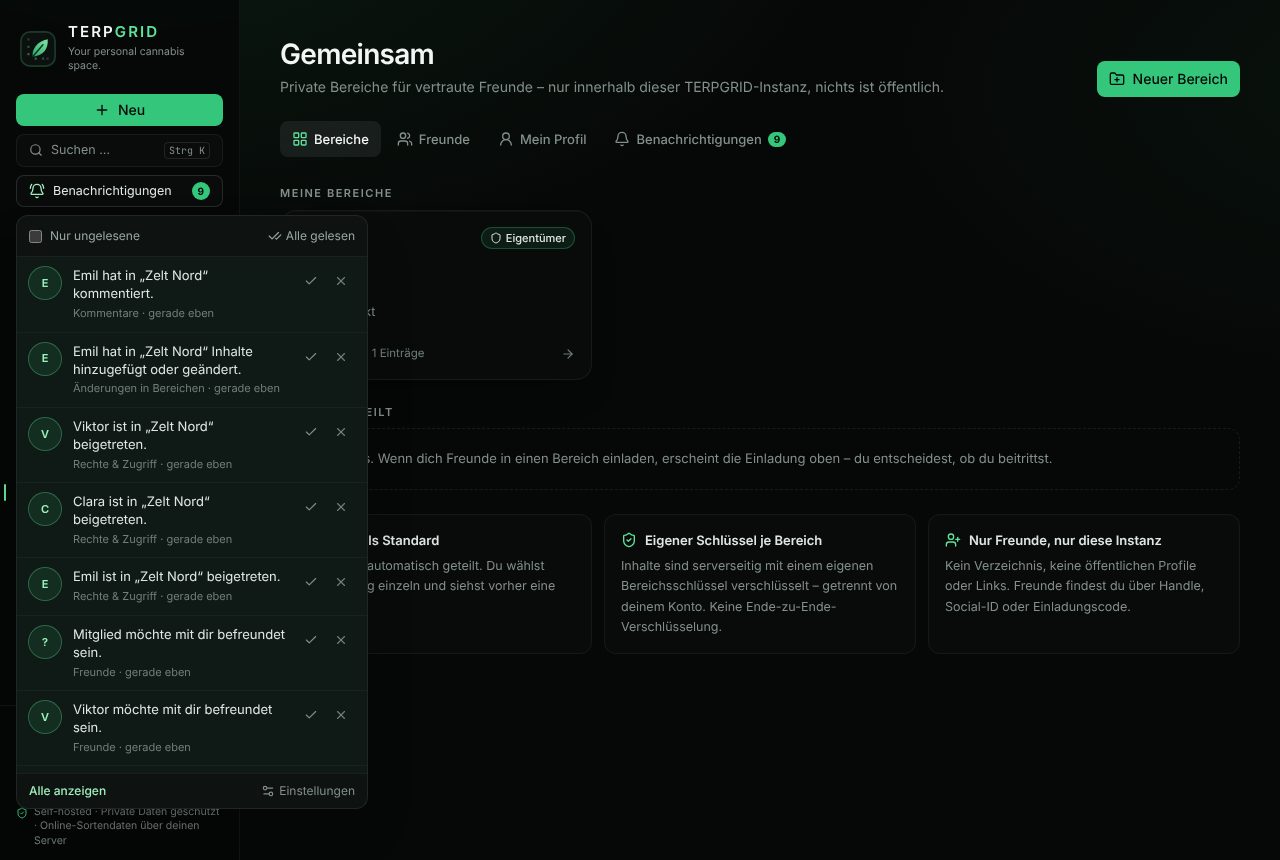 TERPGRID
Your personal cannabis
space.
Neu
Suchen ...
Strg K
Benachrichtigungen
9
Nur ungelesene
Alle gelesen
E
Emil hat in „Zelt Nord“
kommentiert.
Kommentare · gerade eben
E
Emil hat in „Zelt Nord“ Inhalte
hinzugefügt oder geändert.
Änderungen in Bereichen · gerade eben
V
Viktor ist in „Zelt Nord“
beigetreten.
Rechte & Zugriff · gerade eben
C
Clara ist in „Zelt Nord“
beigetreten.
Rechte & Zugriff · gerade eben
E
Emil ist in „Zelt Nord“ beigetreten.
Rechte & Zugriff · gerade eben
?
Mitglied möchte mit dir befreundet
sein.
Freunde · gerade eben
V
Viktor möchte mit dir befreundet
sein.
Freunde · gerade eben
Alle anzeigen
Einstellungen
Self-hosted · Private Daten geschützt
· Online-Sortendaten über deinen
Server
Gemeinsam
Private Bereiche für vertraute Freunde – nur innerhalb dieser TERPGRID-Instanz, nichts ist öffentlich.
Neuer Bereich
Bereiche
Freunde
Mein Profil
Benachrichtigungen
9
MEINE BEREICHE
Eigentümer
1 Einträge
Wenn dich Freunde in einen Bereich einladen, erscheint die Einladung oben – du entscheidest, ob du beitrittst.
ls Standard
automatisch geteilt. Du wählst
g einzeln und siehst vorher eine
Eigener Schlüssel je Bereich
Inhalte sind serverseitig mit einem eigenen
Bereichsschlüssel verschlüsselt – getrennt von
deinem Konto. Keine Ende-zu-Ende-
Verschlüsselung.
Nur Freunde, nur diese Instanz
Kein Verzeichnis, keine öffentlichen Profile
oder Links. Freunde findest du über Handle,
Social-ID oder Einladungscode.